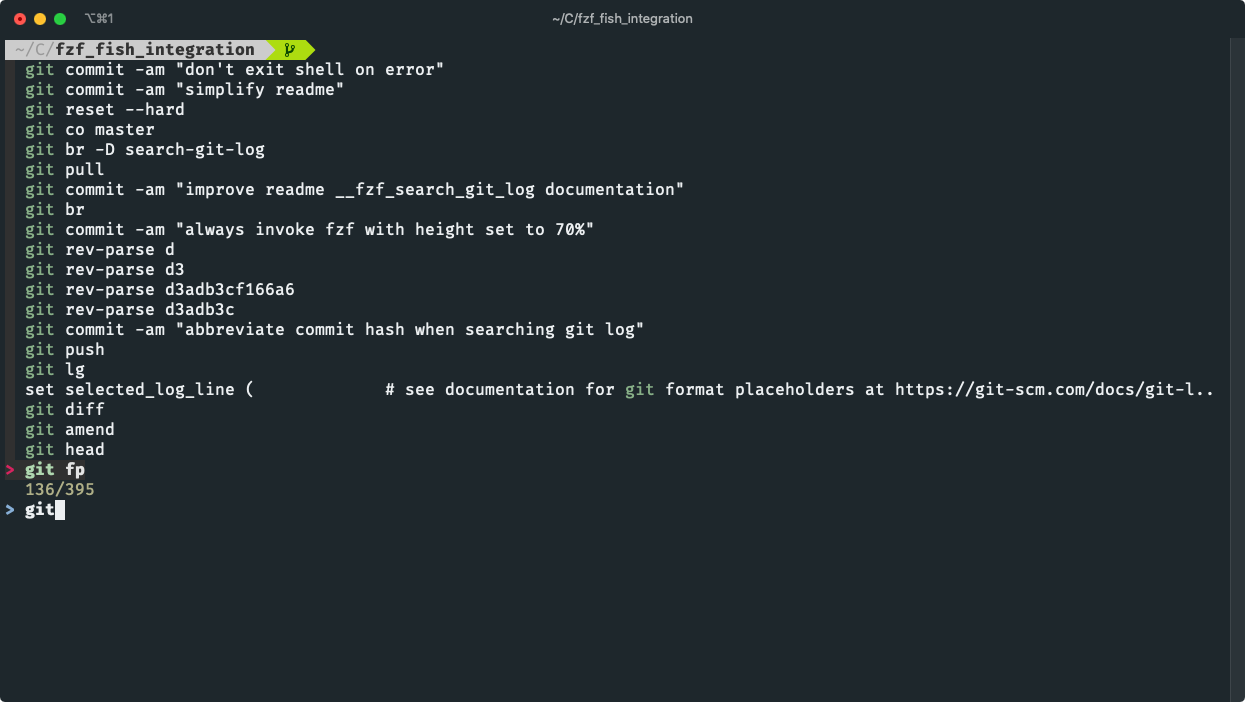 ⌥⌘1
~/C/fzf_fish_integration
~/C/fzf_fish_integration
git commit -am "don't exit shell on error"
git commit -am "simplify readme"
git reset --hard
git co master
git br -D search-git-log
git pull
git commit -am "improve readme __fzf_search_git_log documentation"
git br
git commit -am "always invoke fzf with height set to 70%"
git rev-parse d
git rev-parse d3
git rev-parse d3adb3cf166a6
git rev-parse d3adb3c
git commit -am "abbreviate commit hash when searching git log"
git push
git lg
set selected_log_line (             # see documentation for git format placeholders at https://git-scm.com/docs/git-l..
git diff
git amend
git head
> git fp
136/395
> git